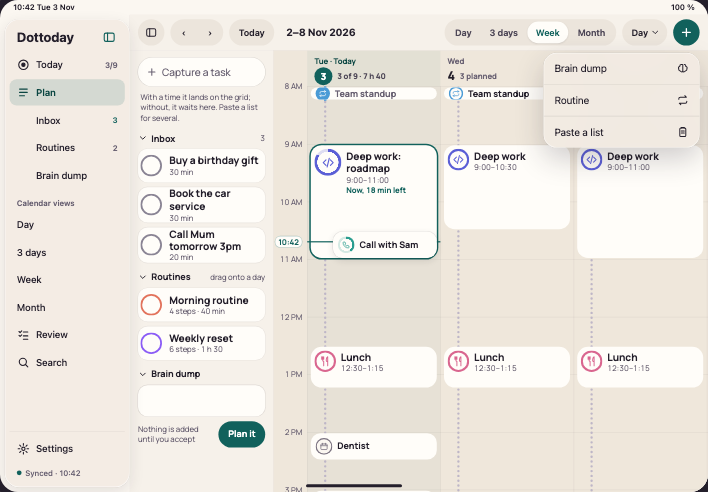 10:42 Tue 3 Nov
100 %
Dottoday
Today 3/9
Plan
Inbox 3
Routines 2
Brain dump
Calendar views
Day
3 days
Week
Month
Review
Search
Settings
Synced · 10:42
Today
2–8 Nov 2026
Day
3 days
Week
Month
Day
Capture a task
With a time it lands on the grid;
without, it waits here. Paste a list
for several.
Inbox 3
Buy a birthday gift
30 min
Book the car
service
30 min
Call Mum
tomorrow 3pm
20 min
Routines drag onto a day
Morning routine
4 steps · 40 min
Weekly reset
6 steps · 1 h 30
Brain dump
Nothing is added
until you accept
Plan it
Tue · Today
3 3 of 9 · 7 h 40
Wed
4 3 planned
Brain dump
Routine
Paste a list
8 AM
9 AM
10 AM
10:42
11 AM
12 PM
1 PM
2 PM
3 PM
Team standup
Deep work:
roadmap
9:00–11:00
Now, 18 min left
Call with Sam
Lunch
12:30–1:15
Dentist
Team standup
Deep work
9:00–10:30
Lunch
12:30–1:15
Deep work
9:00–11:00
Lunch
12:30–1:15